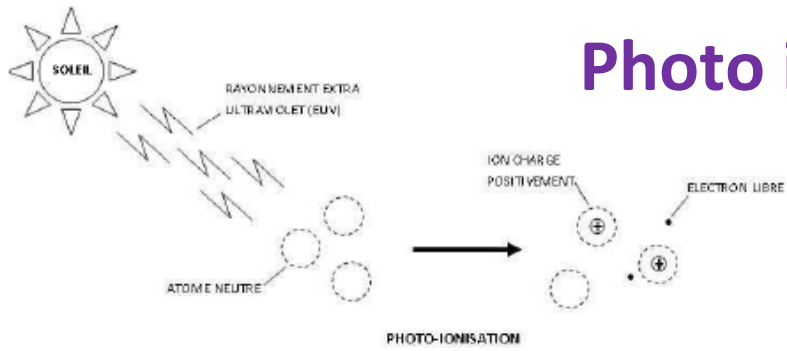 Photo i
SOLEIL
RAYONNEMENT EXTRA
ULTRAVIOLET (EUV)
ION CHARGE
POSITIVEMENT
ELECTRON LIBRE
ATOME NEUTRE
PHOTO-IONISATION